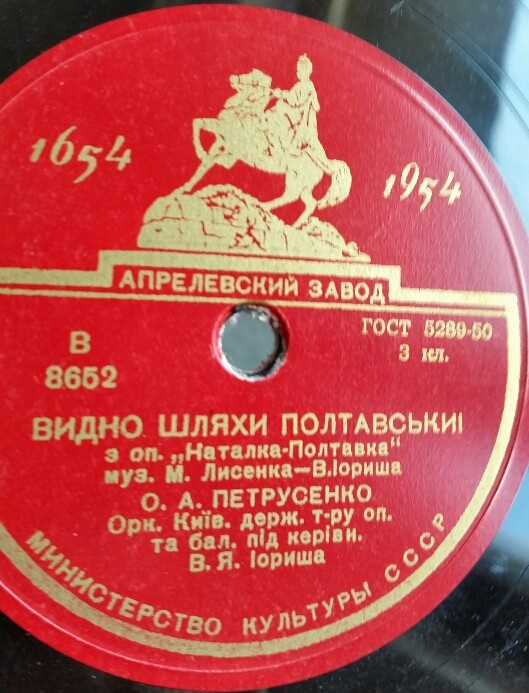 1654
1954
АПРЕЛЕВСКИЙ ЗАВОД
В
8652
ГОСТ 5289-50
3 кл.
ВИДНО ШЛЯХИ ПОЛТАВСЬКИІ
з оп. „Наталка-Полтавка“
муз. М. Лисенка—В.Іориша
О. А. ПЕТРУСЕНКО
Орк. Київ. держ. т-ру оп.
та бал. під керівн.
В. Я. Іориша
МИНИСТЕРСТВО КУЛЬТУРЫ СССР